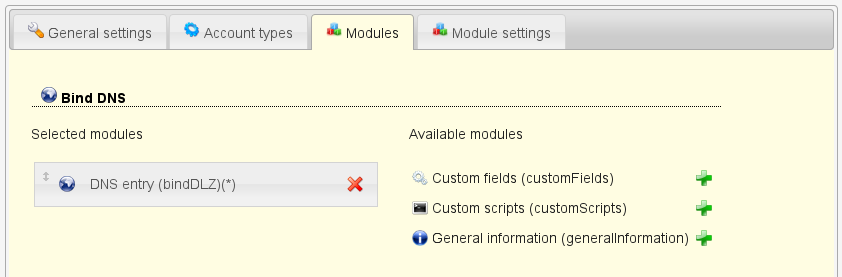 General settings
Account types
Modules
Module settings
Bind DNS
Selected modules
Available modules
DNS entry (bindDLZ)(*)
Custom fields (customFields)
Custom scripts (customScripts)
General information (generalInformation)